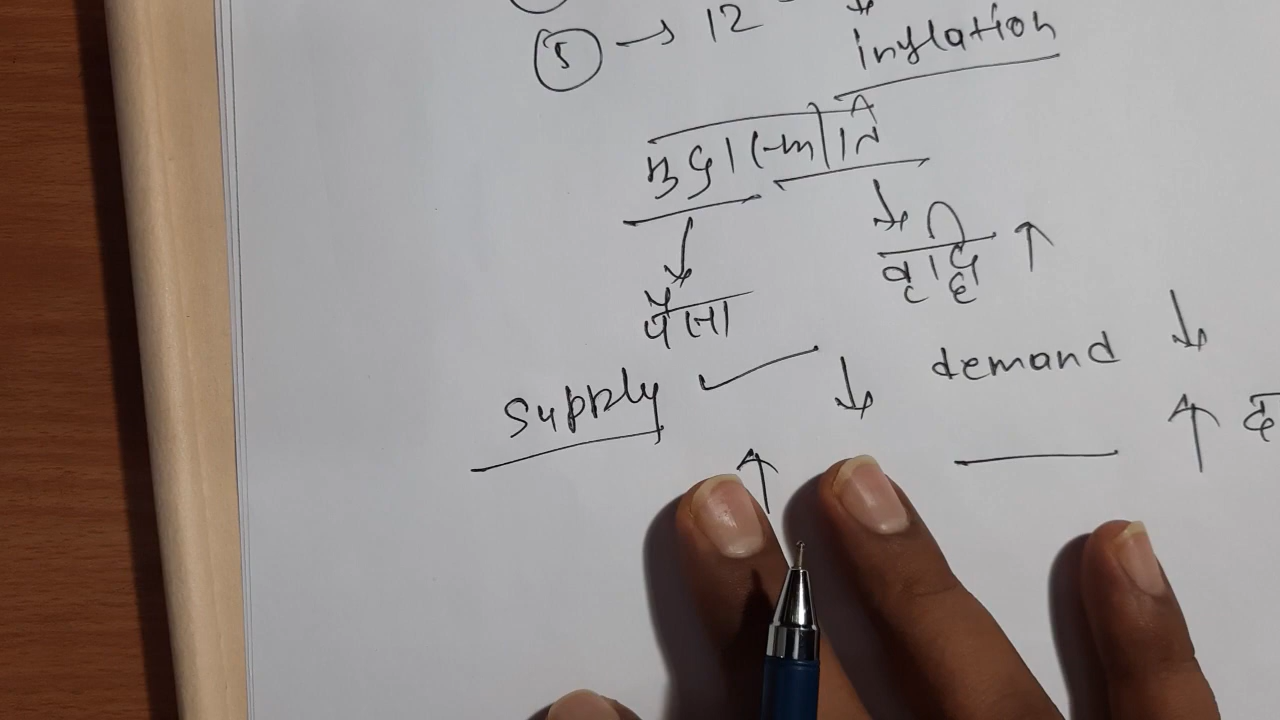 5 → 12
↓
inflation
मुद्रास्फीति
↓ ↓
पैसा वृद्धि ↑
supply ✓ ↓ demand ↓
↑ ↑